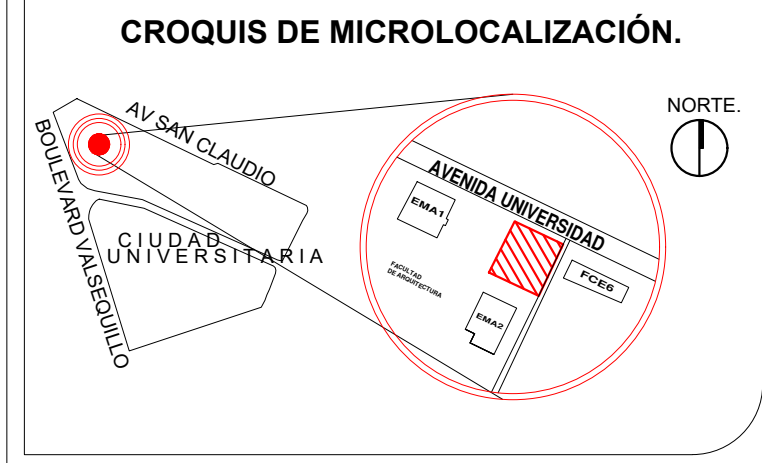 CROQUIS DE MICROLOCALIZACIÓN.
NORTE.
AV SAN CLAUDIO
BOULEVARD VALSEQUILLO
CIUDAD
UNIVERSITARIA
AVENIDA UNIVERSIDAD
EMA1
FACULTAD
DE ARQUITECTURA
FCE6
EMA2